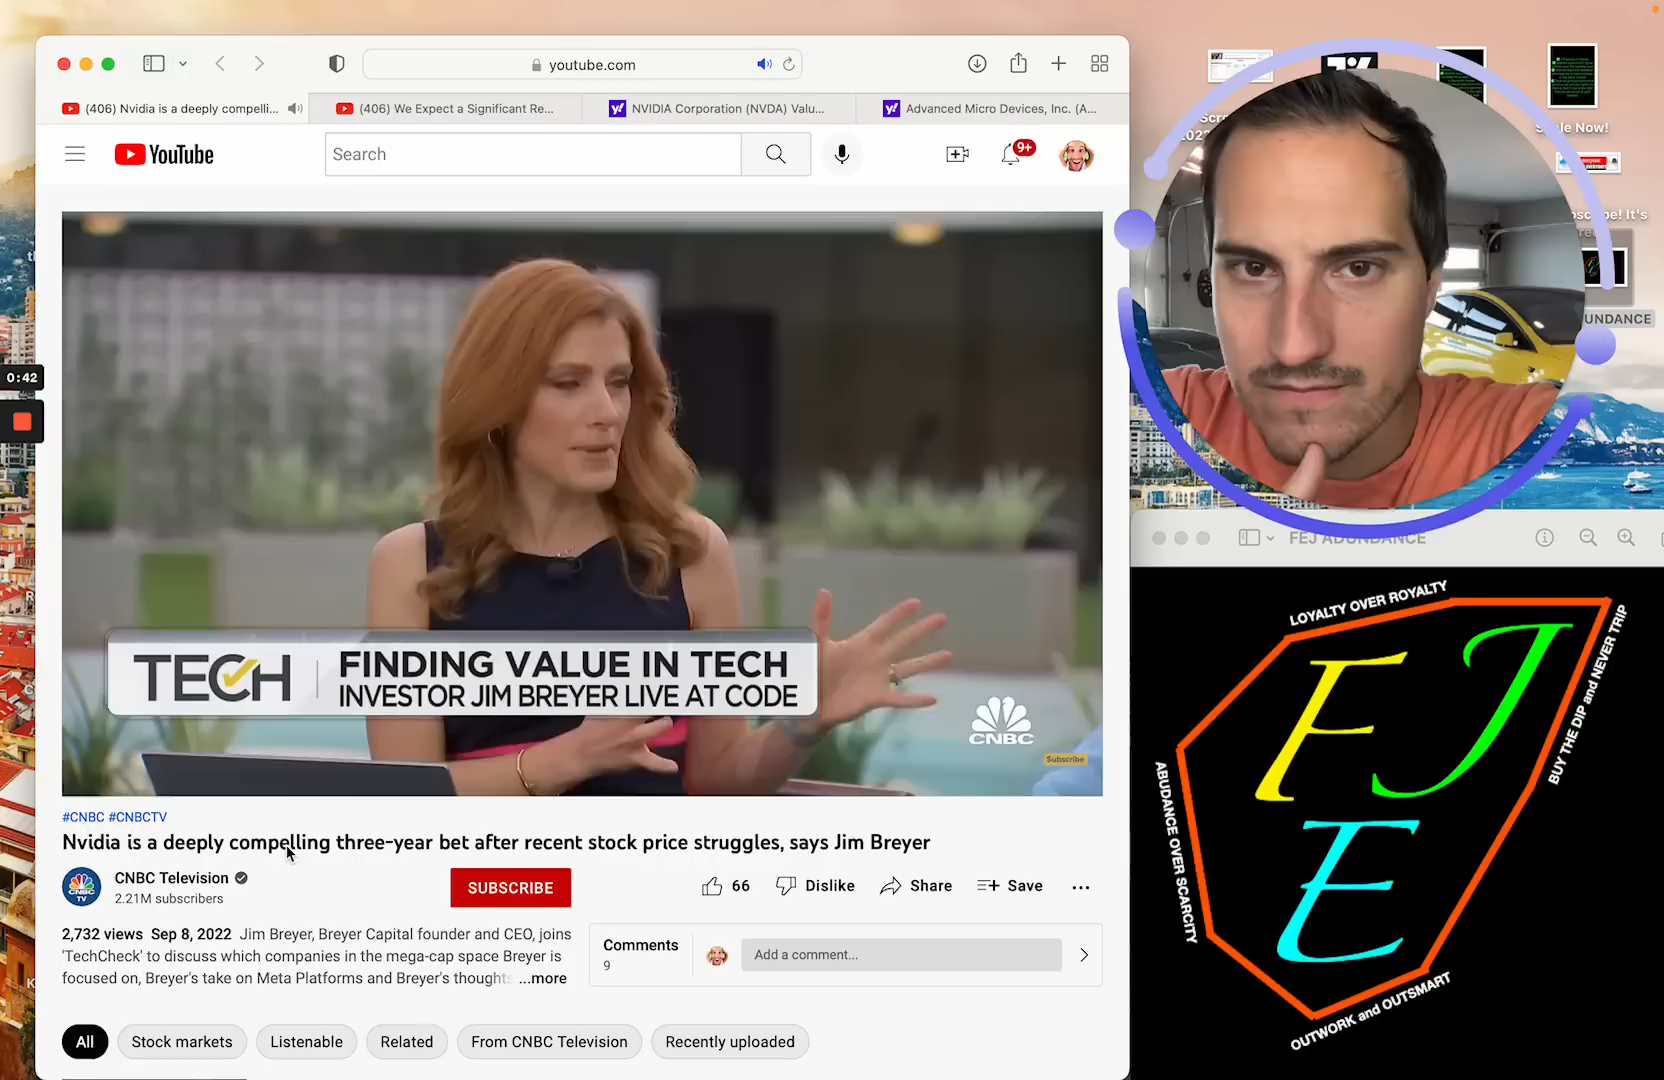 youtube.com
(406) Nvidia is a deeply compelli...
(406) We Expect a Significant Re...
NVIDIA Corporation (NVDA) Valu...
Advanced Micro Devices, Inc. (A...
YouTube
Search
9+
0:42
TECH
FINDING VALUE IN TECH
INVESTOR JIM BREYER LIVE AT CODE
CNBC
Subscribe
#CNBC #CNBCTV
Nvidia is a deeply compelling three-year bet after recent stock price struggles, says Jim Breyer
CNBC Television
2.21M subscribers
SUBSCRIBE
66
Dislike
Share
Save
...
2,732 views Sep 8, 2022 Jim Breyer, Breyer Capital founder and CEO, joins
'TechCheck' to discuss which companies in the mega-cap space Breyer is
focused on, Breyer's take on Meta Platforms and Breyer's thoughts ...more
Comments
9
Add a comment...
All
Stock markets
Listenable
Related
From CNBC Television
Recently uploaded
Now!
It's
UNDANCE
FEJ ADUNDANCE
LOYALTY OVER ROYALTY
BUY THE DIP and NEVER TRIP
ABUDANCE OVER SCARCITY
OUTWORK and OUTSMART
F J
E